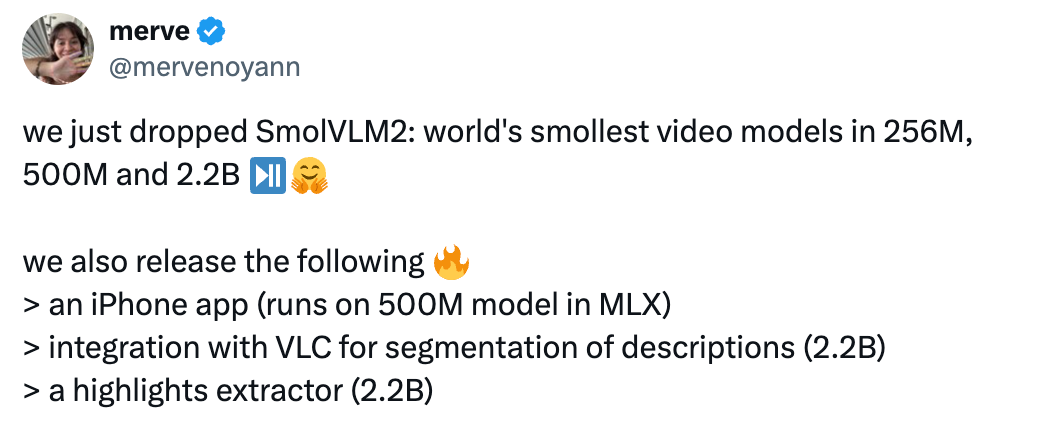 merve
@mervenoyann
we just dropped SmolVLM2: world's smollest video models in 256M,
500M and 2.2B ⏯️🤗
we also release the following 🔥
> an iPhone app (runs on 500M model in MLX)
> integration with VLC for segmentation of descriptions (2.2B)
> a highlights extractor (2.2B)